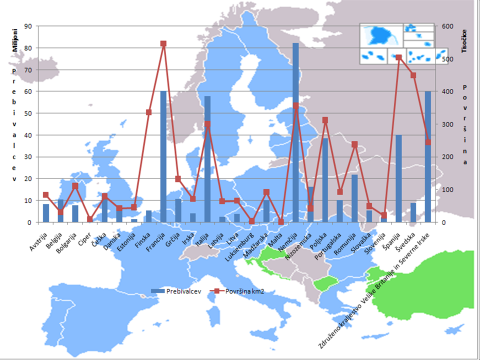 Milijoni
Tisočke
Prebivalcev
Površina
90
80
70
60
50
40
30
20
10
0
600
500
400
300
200
100
0
Avstrija
Belgija
Bolgarija
Ciper
Češka
Danska
Estonija
Finska
Francija
Grčija
Irska
Italija
Latvija
Litva
Luksemburg
Madžarska
Malta
Nemčija
Nizozemska
Poljska
Portugalska
Romunija
Slovaška
Slovenija
Španija
Švedska
Združeno kraljestvo Velike Britanije in Severne Irske
Prebivalcev
Površina km2